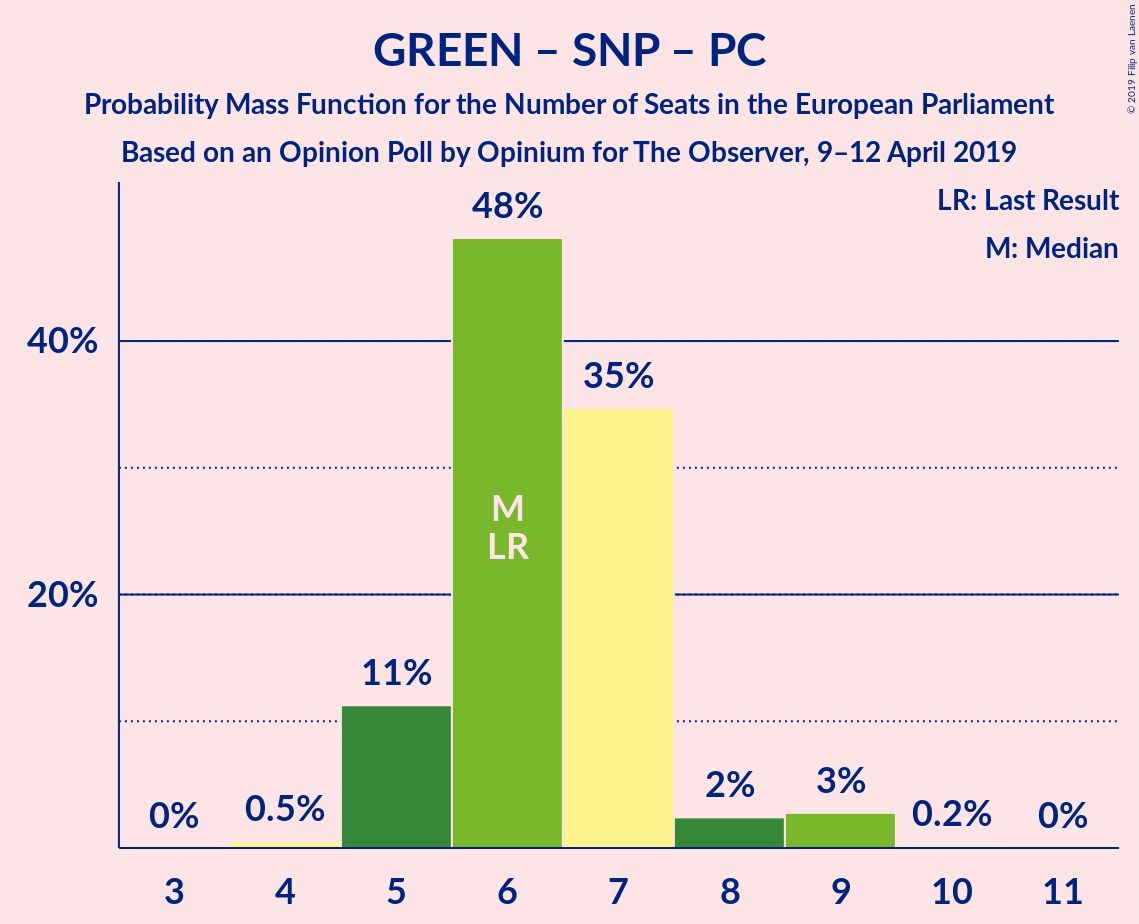 GREEN – SNP – PC
Probability Mass Function for the Number of Seats in the European Parliament
Based on an Opinion Poll by Opinium for The Observer, 9–12 April 2019
© 2019 Filip van Laenen
LR: Last Result
M: Median
48%
40%
35%
M
LR
20%
11%
0%
0.5%
2%
3%
0.2%
0%
3 4 5 6 7 8 9 10 11